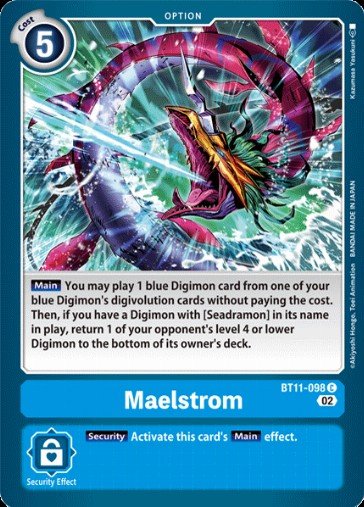 OPTION
Cost
5
Kazumasa Yasukuni
©Akiyoshi Hongo, Toei Animation BANDAI MADE IN JAPAN
Main You may play 1 blue Digimon card from one of
your blue Digimon's digivolution cards without paying the cost.
Then, if you have a Digimon with [Seadramon] in its name
in play, return 1 of your opponent's level 4 or lower
Digimon to the bottom of its owner's deck.
BT11-098 C
Maelstrom
02
Security Activate this card's Main effect.
Security Effect